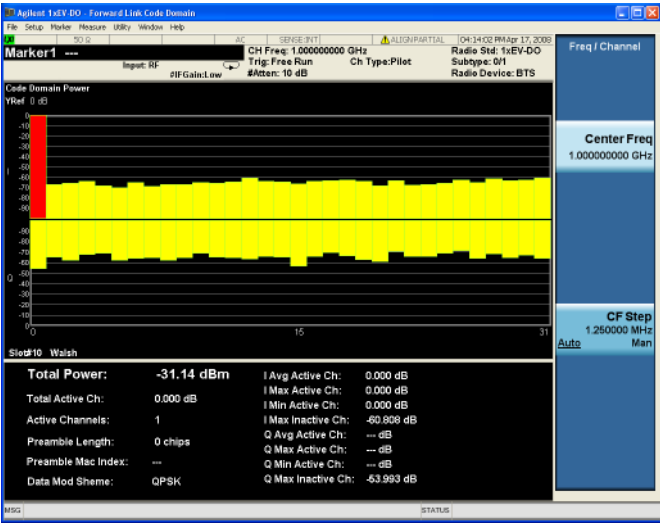 Agilent 1xEV-DO - Forward Link Code Domain
File Setup Marker Measure Utility Window Help
50 Ω AC SENSE:INT ALIGN PARTIAL 04:14:02 PM Apr 17, 2008
Marker1 ---
CH Freq: 1.000000000 GHz Radio Std: 1xEV-DO
Input: RF Trig: Free Run Ch Type:Pilot Subtype: 0/1
#IFGain:Low #Atten: 10 dB Radio Device: BTS
Freq / Channel
Code Domain Power
YRef 0 dB
0
-10
-20
-30
-40
-50
-60
-70
-80
-90
I
-90
-80
-70
-60
-50
-40
-30
-20
-10
0
Q
0 15 31
Slot#10 Walsh
Center Freq
1.000000000 GHz
CF Step
1.250000 MHz
Auto Man
Total Power: -31.14 dBm
Total Active Ch: 0.000 dB
Active Channels: 1
Preamble Length: 0 chips
Preamble Mac Index: ---
Data Mod Sheme: QPSK
I Avg Active Ch: 0.000 dB
I Max Active Ch: 0.000 dB
I Min Active Ch: 0.000 dB
I Max Inactive Ch: -60.808 dB
Q Avg Active Ch: --- dB
Q Max Active Ch: --- dB
Q Min Active Ch: --- dB
Q Max Inactive Ch: -53.993 dB
MSG STATUS